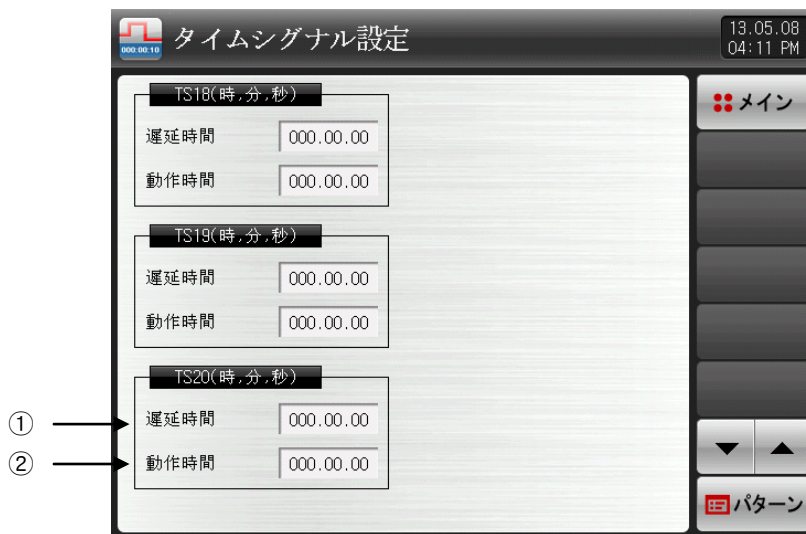 000:00:10
タイムシグナル設定
13.05.08
04:11 PM
TS18(時,分,秒)
遅延時間 000.00.00
動作時間 000.00.00
TS19(時,分,秒)
遅延時間 000.00.00
動作時間 000.00.00
TS20(時,分,秒)
① 遅延時間 000.00.00
② 動作時間 000.00.00
メイン
パターン